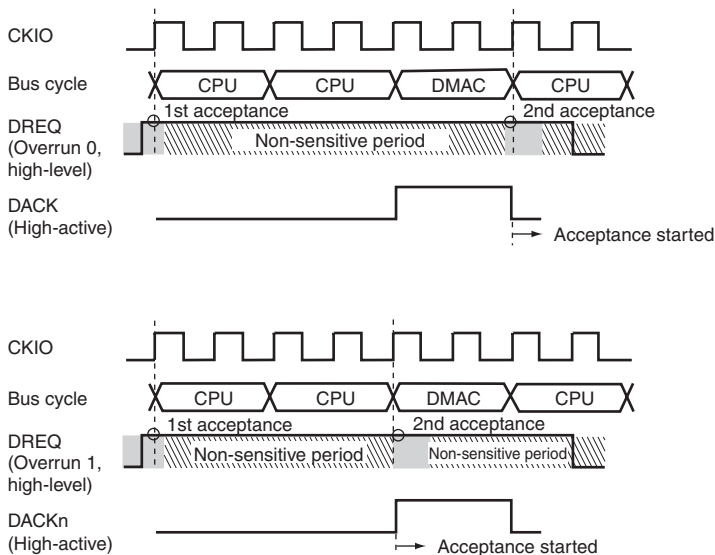 CKIO
Bus cycle
CPU CPU DMAC CPU
1st acceptance 2nd acceptance
DREQ
(Overrun 0,
high-level)
Non-sensitive period
DACK
(High-active)
Acceptance started
CKIO
Bus cycle
CPU CPU DMAC CPU
1st acceptance 2nd acceptance
DREQ
(Overrun 1,
high-level)
Non-sensitive period Non-sensitive period
DACKn
(High-active)
Acceptance started